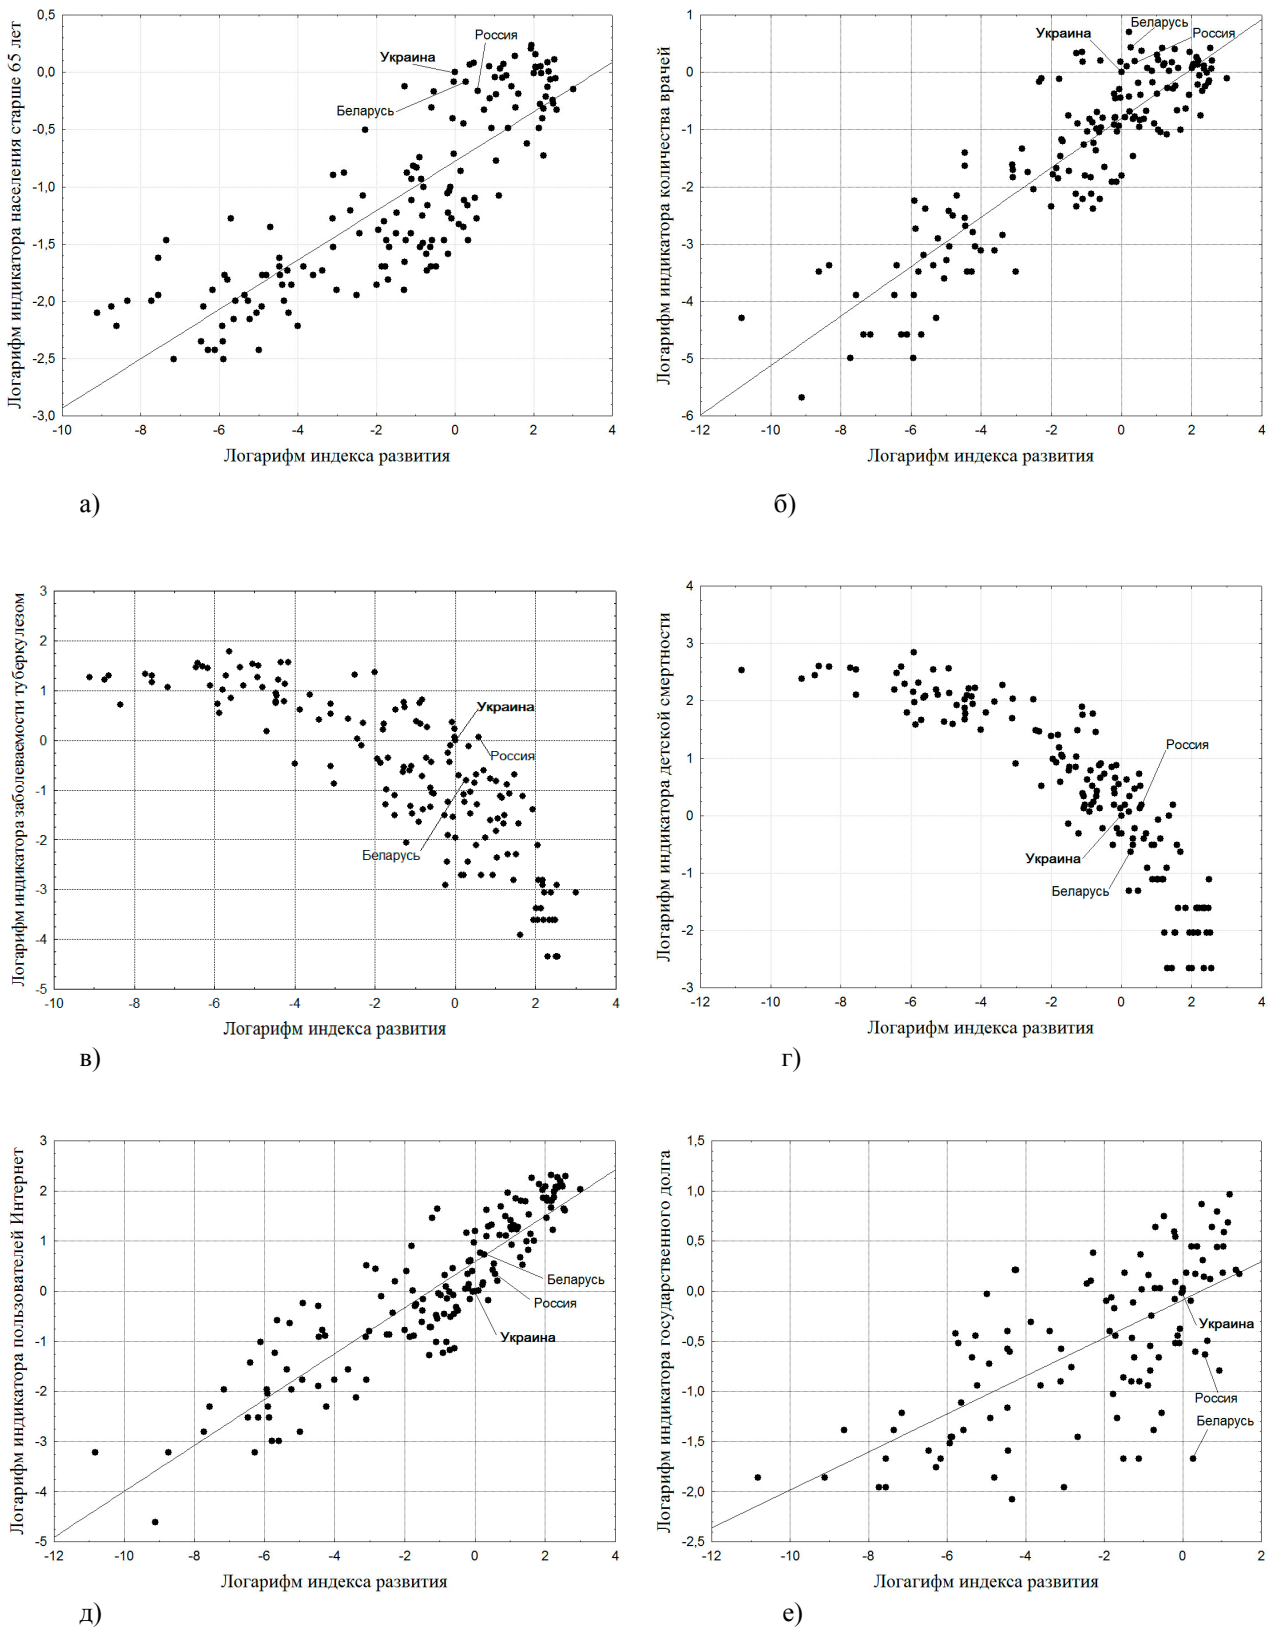 Логарифм индикатора населения старше 65 лет
0,5
0,0
-0,5
-1,0
-1,5
-2,0
-2,5
-3,0
-10 -8 -6 -4 -2 0 2 4
Украина
Россия
Беларусь
Логарифм индекса развития
а)
Логарифм индикатора количества врачей
1
0
-1
-2
-3
-4
-5
-6
-12 -10 -8 -6 -4 -2 0 2 4
Беларусь
Украина
Россия
Логарифм индекса развития
б)
Логарифм индикатора заболеваемости туберкулезом
3
2
1
0
-1
-2
-3
-4
-5
-10 -8 -6 -4 -2 0 2 4
Украина
Россия
Беларусь
Логарифм индекса развития
в)
Логарифм индикатора детской смертности
4
3
2
1
0
-1
-2
-3
-12 -10 -8 -6 -4 -2 0 2 4
Россия
Украина
Беларусь
Логарифм индекса развития
г)
Логарифм индикатора пользователей Интернет
3
2
1
0
-1
-2
-3
-4
-5
-12 -10 -8 -6 -4 -2 0 2 4
Беларусь
Россия
Украина
Логарифм индекса развития
д)
Логарифм индикатора государственного долга
1,5
1,0
0,5
0,0
-0,5
-1,0
-1,5
-2,0
-2,5
-12 -10 -8 -6 -4 -2 0 2
Украина
Россия
Беларусь
Логагифм индекса развития
е)